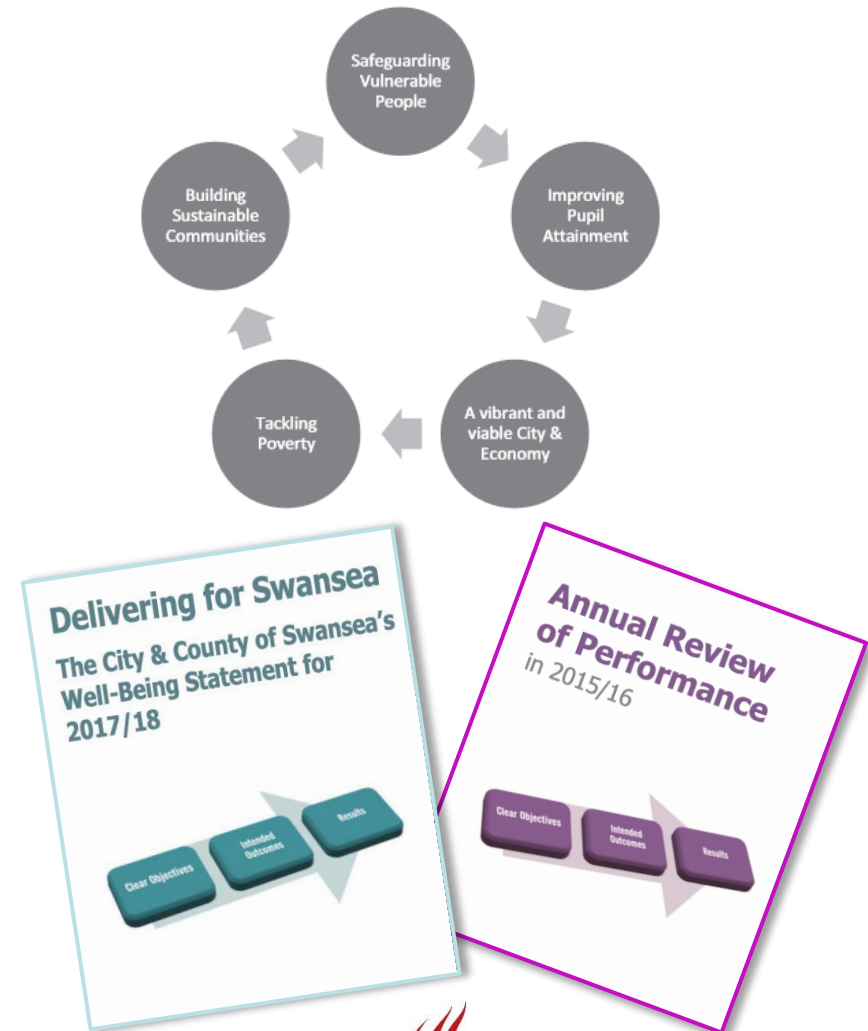 Safeguarding
Vulnerable
People
Improving
Pupil
Attainment
A vibrant and
viable City &
Economy
Tackling
Poverty
Building
Sustainable
Communities
Delivering for Swansea
The City & County of Swansea's
Well-Being Statement for
2017/18
Clear Objectives
Intended
Outcomes
Results
Annual Review
of Performance
in 2015/16
Clear Objectives
Intended
Outcomes
Results